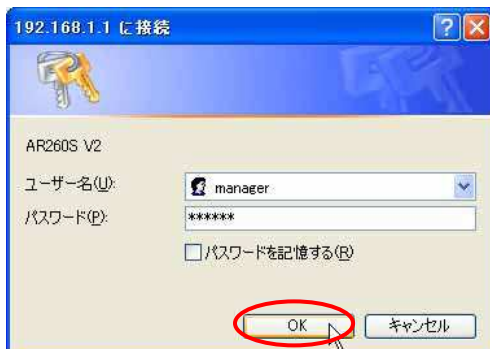 192.168.1.1 に接続
AR260S V2
ユーザー名(U):
manager
パスワード(P):
******
パスワードを記憶する(R)
OK
キャンセル